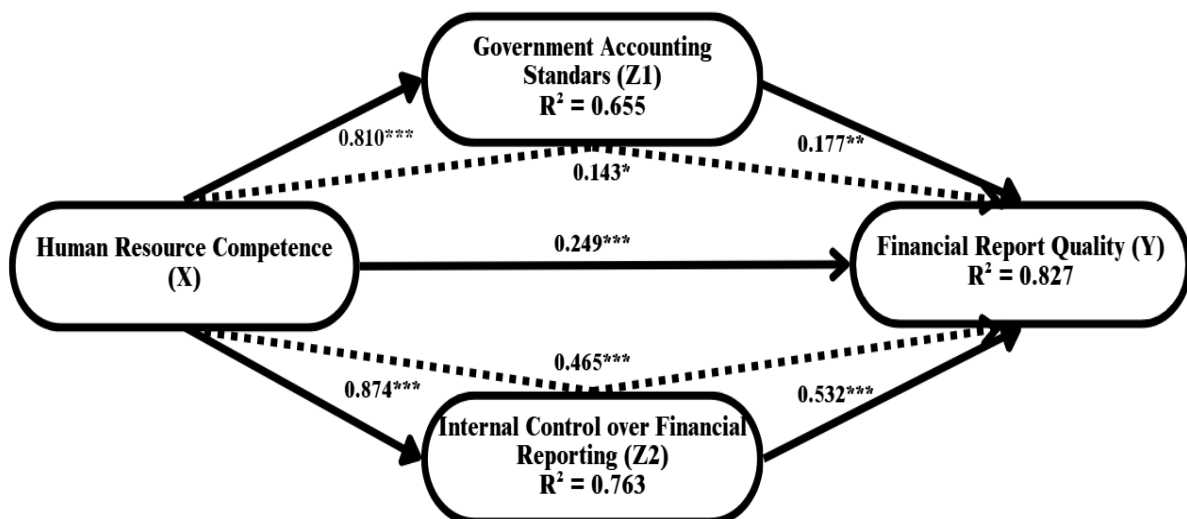 Government Accounting
Standars (Z1)
R² = 0.655
0.810***
0.177**
0.143*
Human Resource Competence
(X)
0.249***
Financial Report Quality (Y)
R² = 0.827
0.465***
0.874***
0.532***
Internal Control over Financial
Reporting (Z2)
R² = 0.763